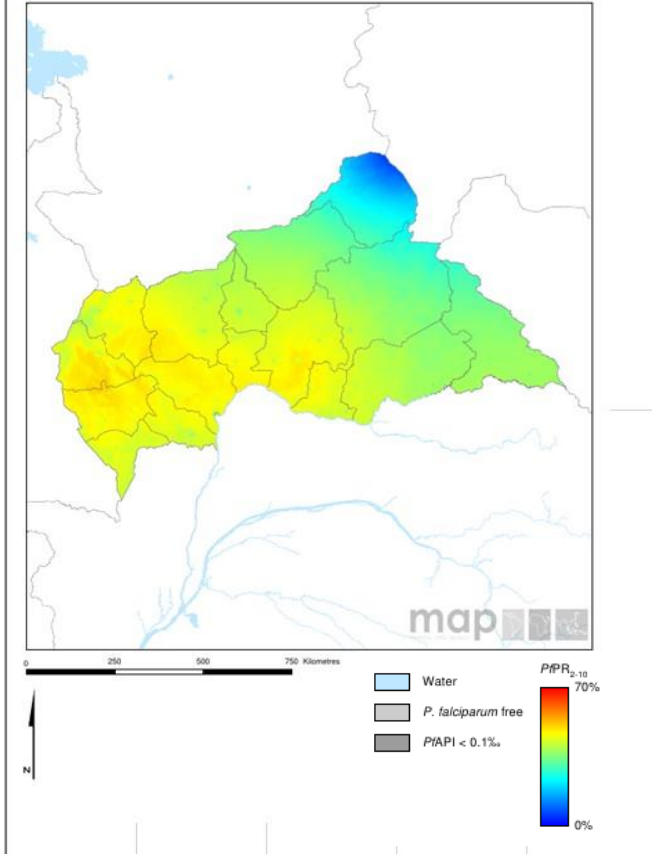 map
0 250 500 750 Kilometres
Water
P. falciparum free
PfAPI < 0.1‰
PfPR2-10
70%
0%
N